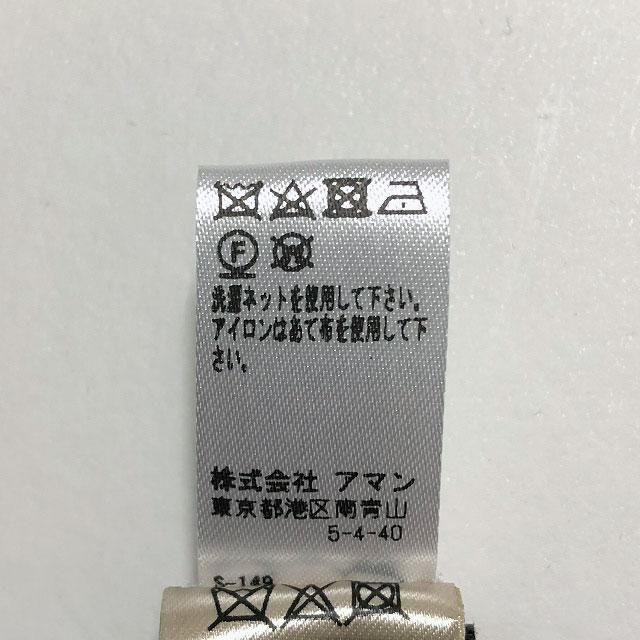 F W
洗濯ネットを使用して下さい。
アイロンはあて布を使用して下
さい。
株式会社 アマン
東京都港区南青山
5-4-40
S-149